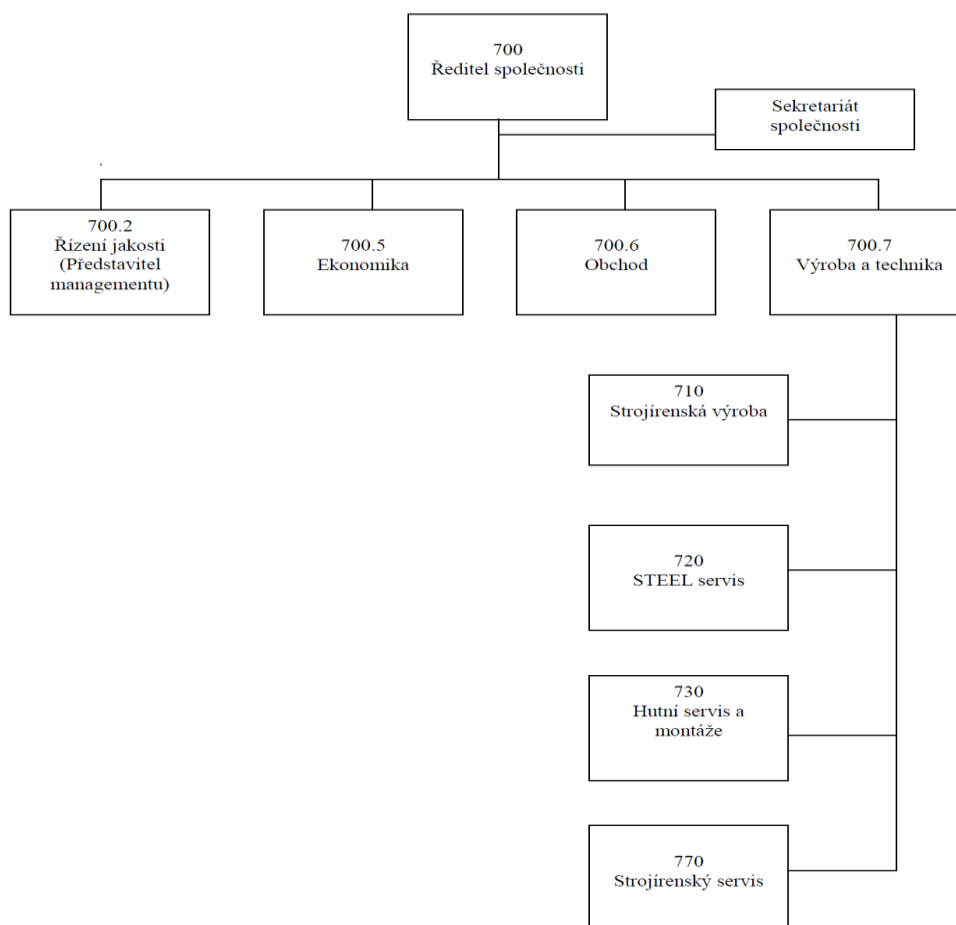 700
Ředitel společnosti
Sekretariát
společnosti
700.2
Řízení jakosti
(Představitel
managementu)
700.5
Ekonomika
700.6
Obchod
700.7
Výroba a technika
710
Strojírenská výroba
720
STEEL servis
730
Hutní servis a
montáže
770
Strojírenský servis